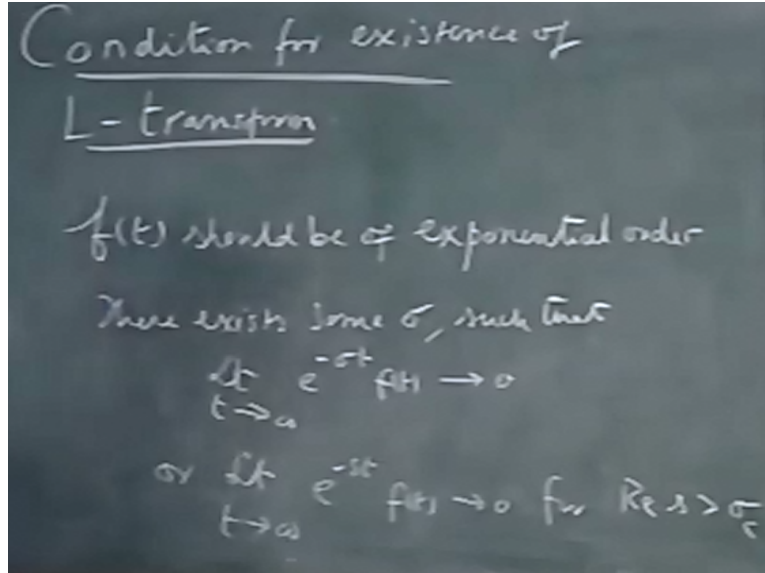 Condition for existence of
L - transform
f(t) should be of exponential order
There exists some σ, such that
Lt e^{-σt} f(t) → 0
t→∞
or Lt e^{-st} f(t) → 0 for Re s > σ_c
t→∞